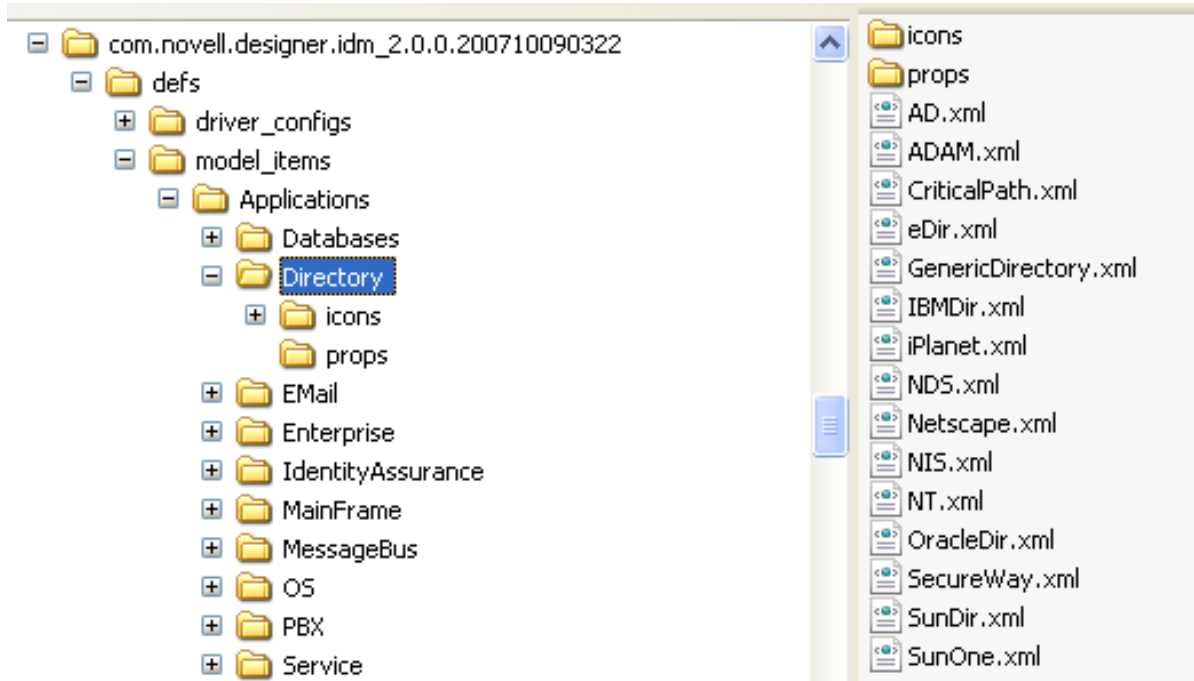 com.novell.designer.idm_2.0.0.200710090322
defs
driver_configs
model_items
Applications
Databases
Directory
icons
props
EMail
Enterprise
IdentityAssurance
MainFrame
MessageBus
OS
PBX
Service
icons
props
AD.xml
ADAM.xml
CriticalPath.xml
eDir.xml
GenericDirectory.xml
IBMDir.xml
iPlanet.xml
NDS.xml
Netscape.xml
NIS.xml
NT.xml
OracleDir.xml
SecureWay.xml
SunDir.xml
SunOne.xml